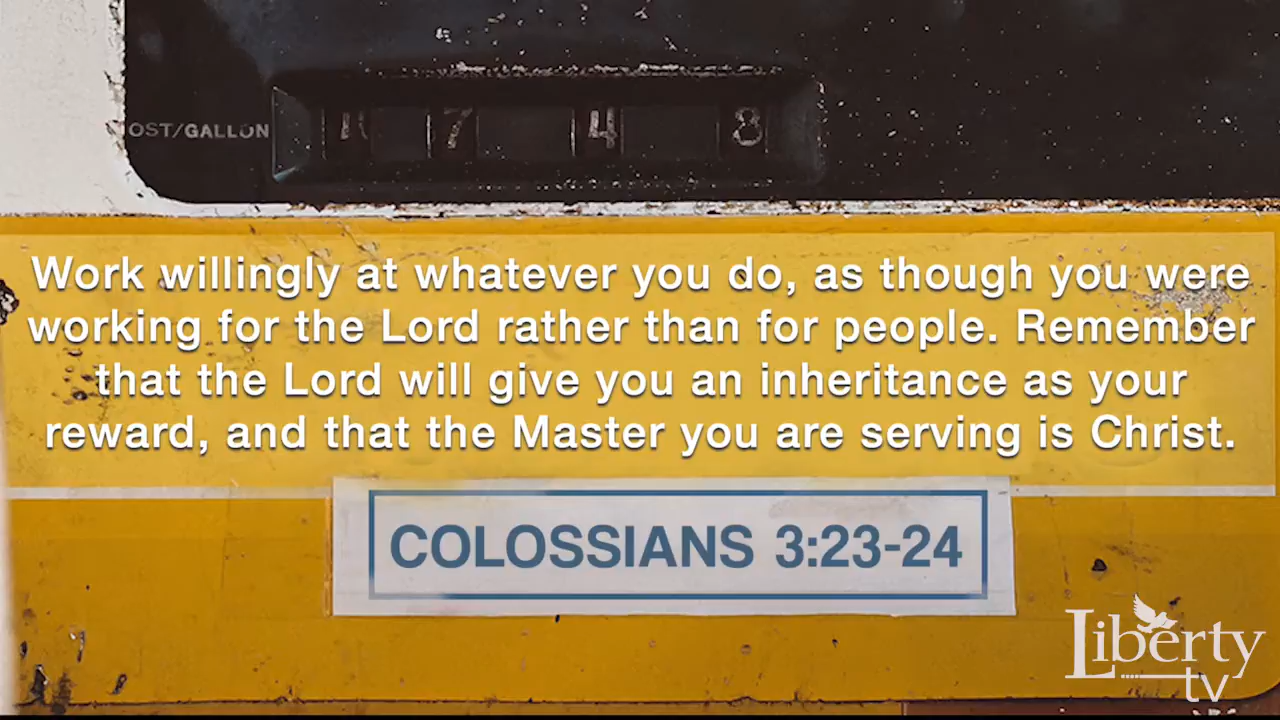 OST/GALLON 7 4 8
Work willingly at whatever you do, as though you were
working for the Lord rather than for people. Remember
that the Lord will give you an inheritance as your
reward, and that the Master you are serving is Christ.
COLOSSIANS 3:23-24
Liberty
tv